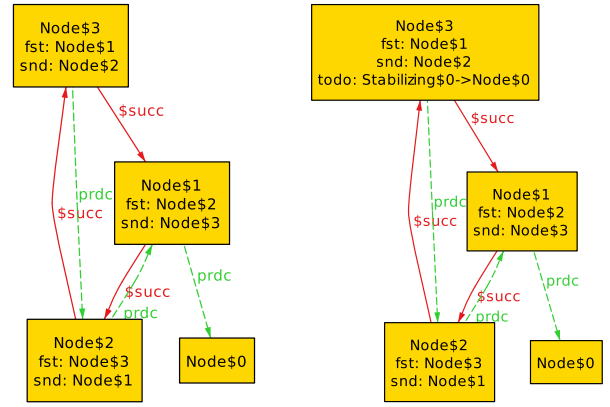 Node$3
fst: Node$1
snd: Node$2
$succ
prdc
$succ
Node$1
fst: Node$2
snd: Node$3
prdc
$succ
prdc
Node$2
fst: Node$3
snd: Node$1
Node$0
Node$3
fst: Node$1
snd: Node$2
todo: Stabilizing$0->Node$0
$succ
prdc
$succ
Node$1
fst: Node$2
snd: Node$3
prdc
$succ
prdc
Node$2
fst: Node$3
snd: Node$1
Node$0